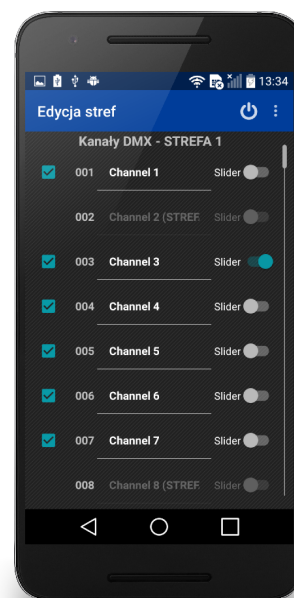 13:34
Edycja stref
Kanały DMX - STREFA 1
001 Channel 1 Slider
002 Channel 2 (STREF. Slider
003 Channel 3 Slider
004 Channel 4 Slider
005 Channel 5 Slider
006 Channel 6 Slider
007 Channel 7 Slider
008 Channel 8 (STREF. Slider